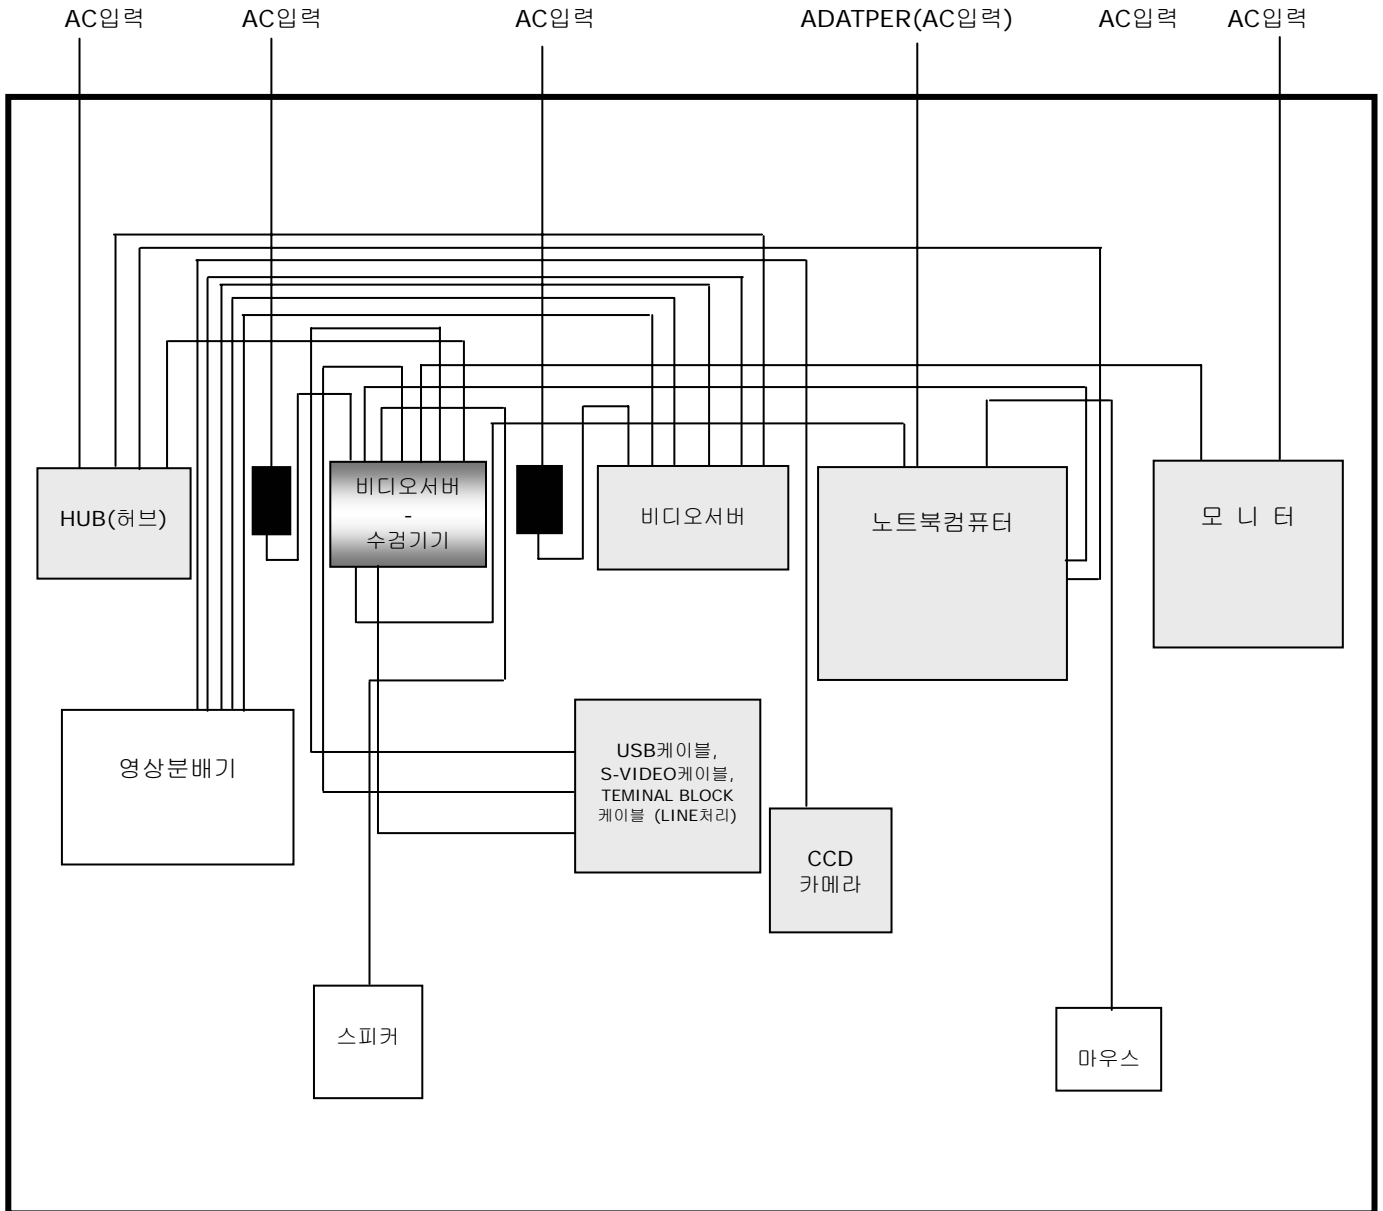 AC입력
AC입력
AC입력
ADATPER(AC입력)
AC입력
AC입력
HUB(허브)
비디오서버
-
수검기기
비디오서버
노트북컴퓨터
모 니 터
영상분배기
USB케이블,
S-VIDEO케이블,
TEMINAL BLOCK
케이블 (LINE처리)
CCD
카메라
스피커
마우스